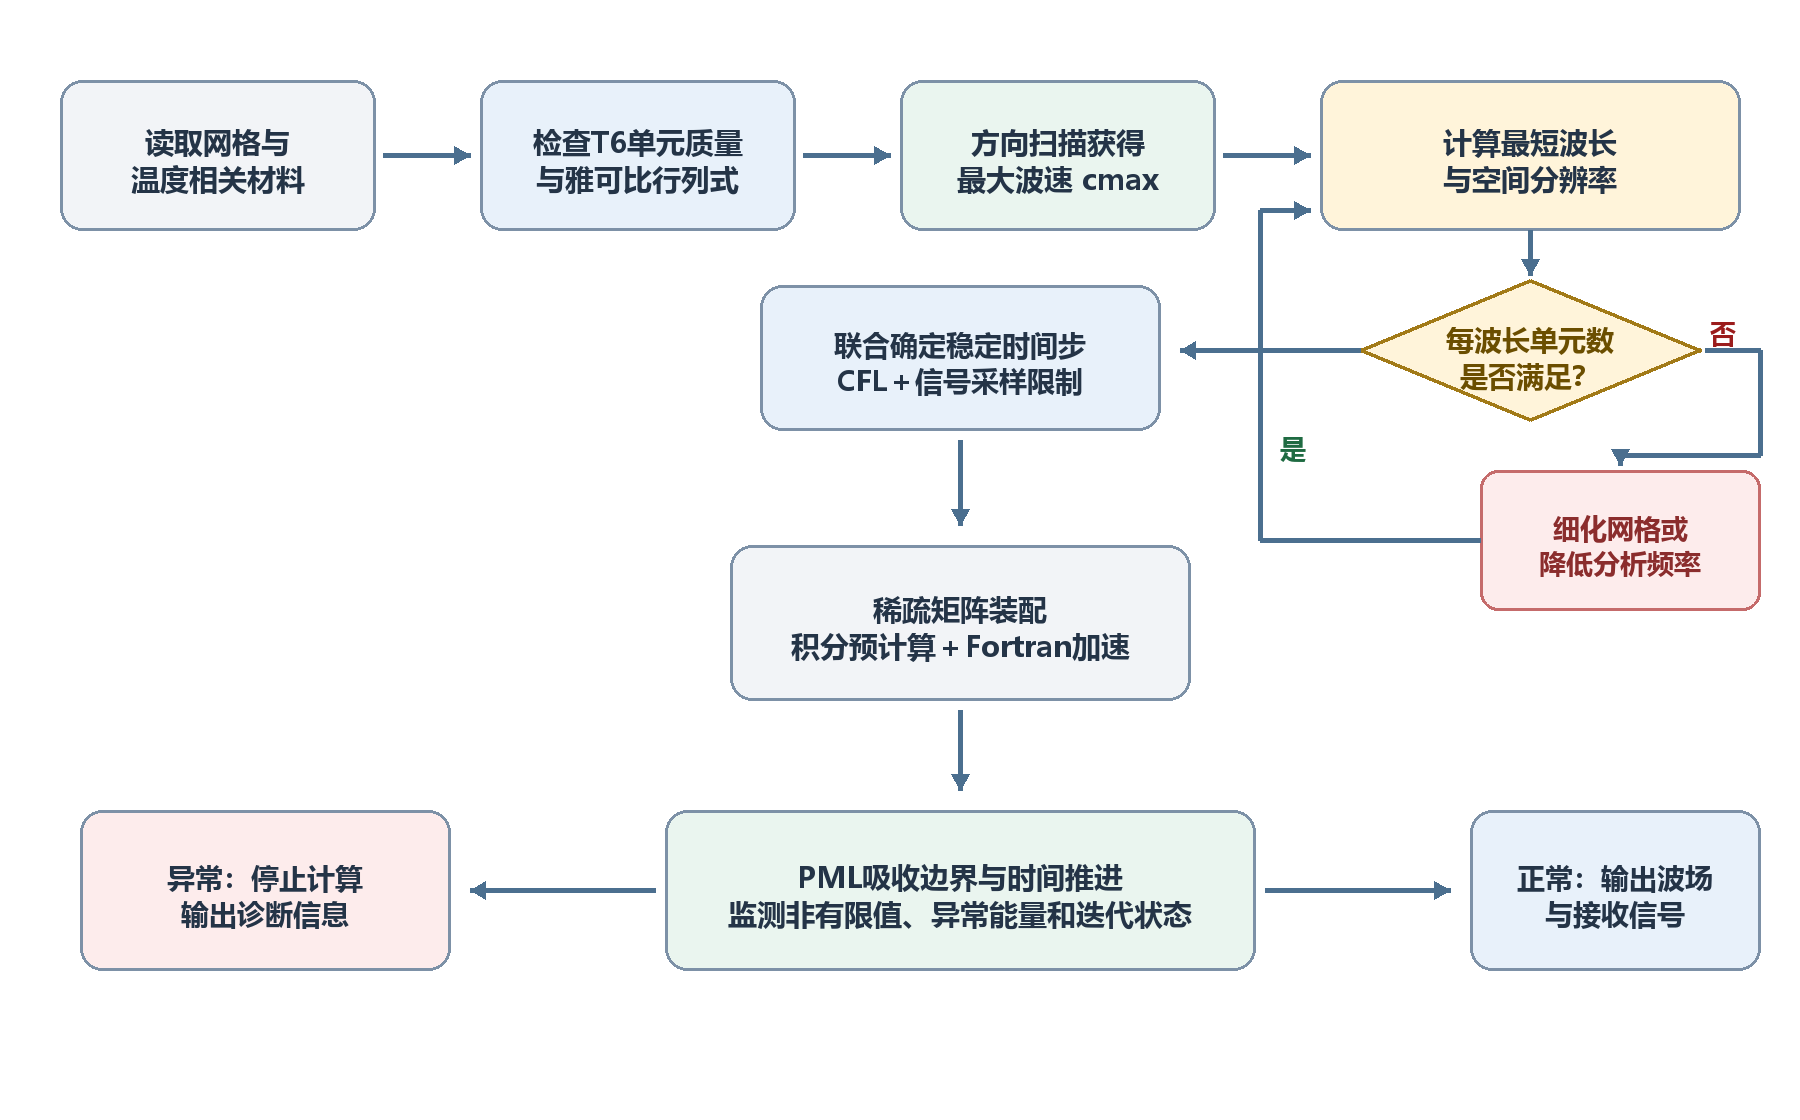 读取网格与
温度相关材料
检查T6单元质量
与雅可比行列式
方向扫描获得
最大波速 cmax
计算最短波长
与空间分辨率
每波长单元数
是否满足?
否
联合确定稳定时间步
CFL+信号采样限制
是
细化网格或
降低分析频率
稀疏矩阵装配
积分预计算+Fortran加速
异常：停止计算
输出诊断信息
PML吸收边界与时间推进
监测非有限值、异常能量和迭代状态
正常：输出波场
与接收信号